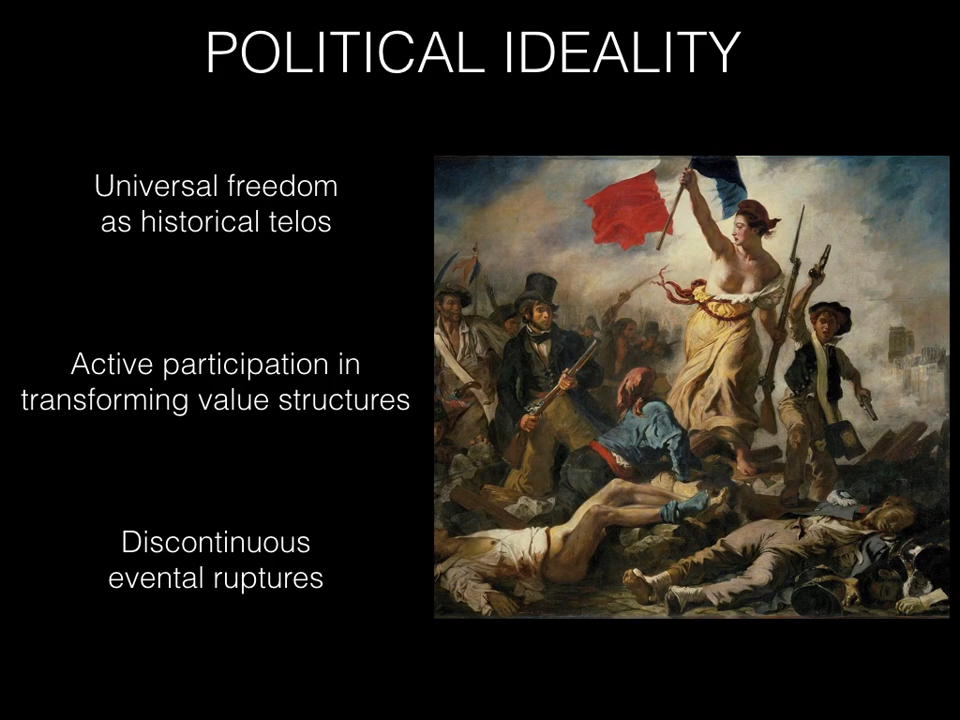 POLITICAL IDEALITY
Universal freedom
as historical telos
Active participation in
transforming value structures
Discontinuous
evental ruptures